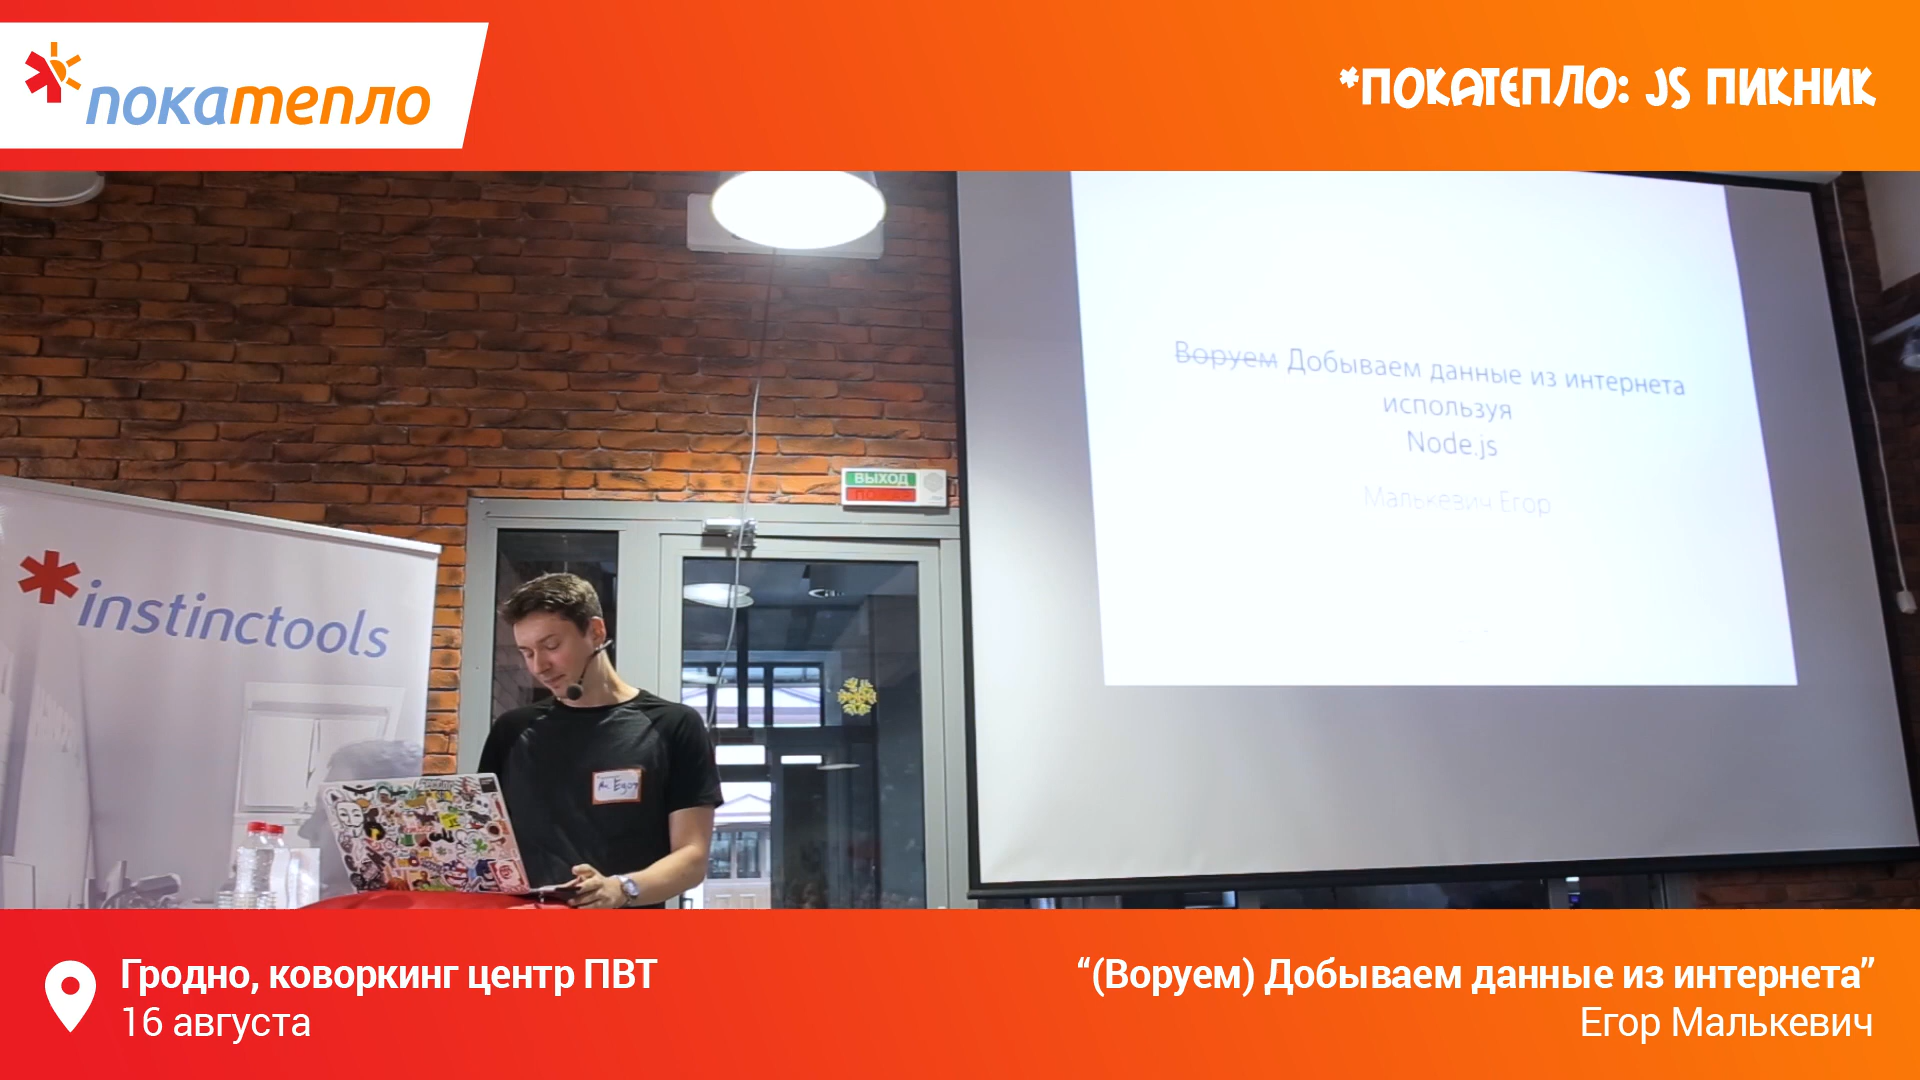 покатепло
*ПОКАТЕПЛО: JS ПИКНИК
Воруем Добываем данные из интернета
используя
Node.js
Малькевич Егор
ВЫХОД
*instinctools
Egor
Гродно, коворкинг центр ПВТ
16 августа
“(Воруем) Добываем данные из интернета”
Егор Малькевич